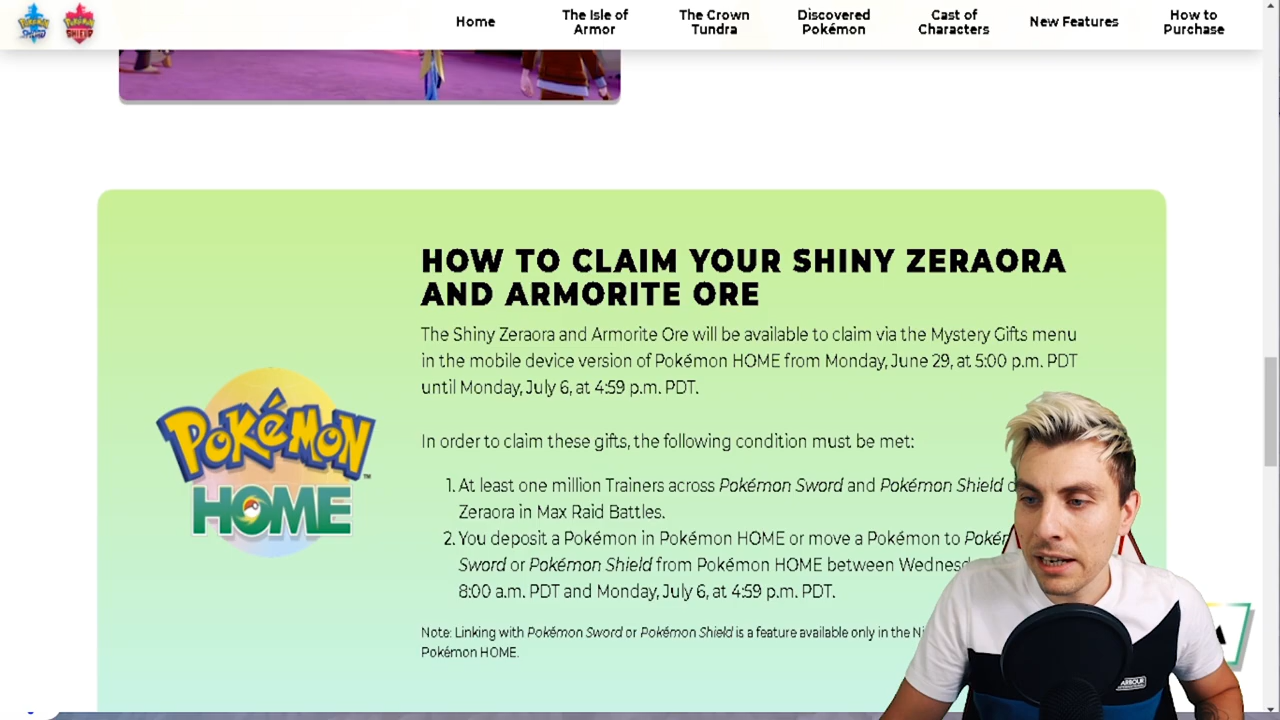 Home
The Isle of
Armor
The Crown
Tundra
Discovered
Pokémon
Cast of
Characters
New Features
How to
Purchase
HOW TO CLAIM YOUR SHINY ZERAORA
AND ARMORITE ORE
The Shiny Zeraora and Armorite Ore will be available to claim via the Mystery Gifts menu
in the mobile device version of Pokémon HOME from Monday, June 29, at 5:00 p.m. PDT
until Monday, July 6, at 4:59 p.m. PDT.
POKéMON
HOME
In order to claim these gifts, the following condition must be met:
1. At least one million Trainers across Pokémon Sword and Pokémon Shield
Zeraora in Max Raid Battles.
2. You deposit a Pokémon in Pokémon HOME or move a Pokémon to
Sword or Pokémon Shield from Pokémon HOME between
8:00 a.m. PDT and Monday, July 6, at 4:59 p.m. PDT.
Note: Linking with Pokémon Sword or Pokémon Shield is a feature available only in the
Pokémon HOME.
BARBOUR